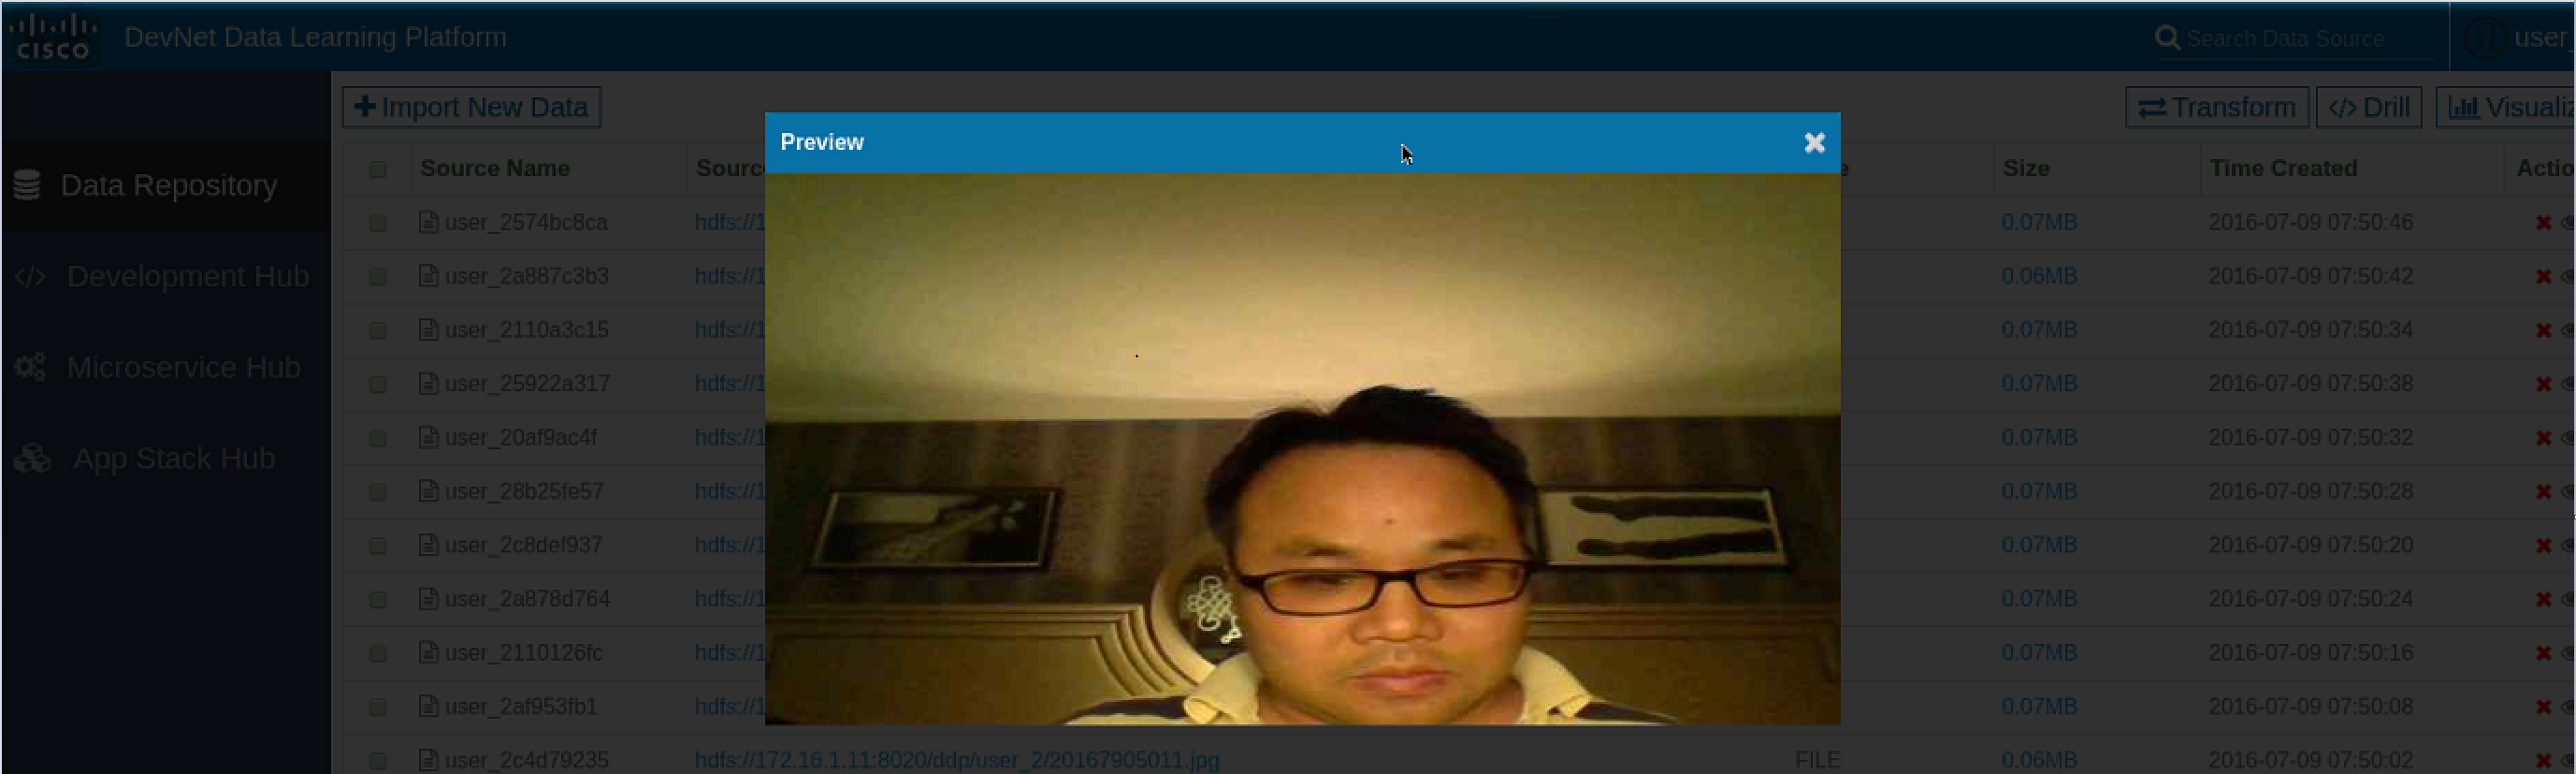 CISCO DevNet Data Learning Platform Search Data Source user_
Import New Data Transform </> Drill Visualiz
Preview
Source Name Sourc e Size Time Created Actio
Data Repository
user_2574bc8ca hdfs://1 0.07MB 2016-07-09 07:50:46
</> Development Hub
user_2a887c3b3 hdfs://1 0.06MB 2016-07-09 07:50:42
user_2110a3c15 hdfs://1 0.07MB 2016-07-09 07:50:34
Microservice Hub
user_25922a317 hdfs://1 0.07MB 2016-07-09 07:50:38
user_20af9ac4f hdfs://1 0.07MB 2016-07-09 07:50:32
App Stack Hub
user_28b25fe57 hdfs://1 0.07MB 2016-07-09 07:50:28
user_2c8def937 hdfs://1 0.07MB 2016-07-09 07:50:20
user_2a878d764 hdfs://1 0.07MB 2016-07-09 07:50:24
user_2110126fc hdfs://1 0.07MB 2016-07-09 07:50:16
user_2af953fb1 hdfs://1 0.07MB 2016-07-09 07:50:08
user_2c4d79235 hdfs://172.16.1.11:8020/ddp/user_2/20167905011.jpg FILE 0.06MB 2016-07-09 07:50:02